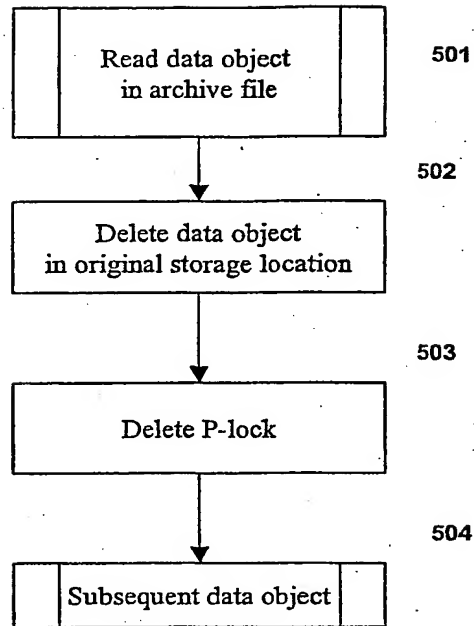 Read data object
in archive file
501
502
Delete data object
in original storage location
503
Delete P-lock
504
Subsequent data object